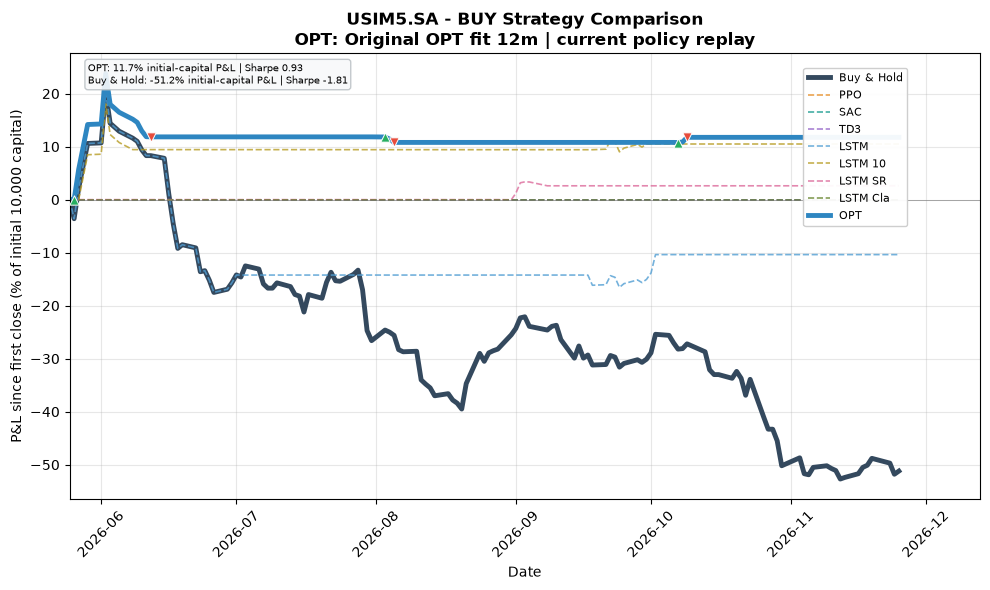 USIM5.SA - BUY Strategy Comparison
OPT: Original OPT fit 12m | current policy replay
OPT: 11.7% initial-capital P&L | Sharpe 0.93
Buy & Hold: -51.2% initial-capital P&L | Sharpe -1.81
Buy & Hold
PPO
SAC
TD3
LSTM
LSTM 10
LSTM SR
LSTM Cla
OPT
P&L since first close (% of initial 10,000 capital)
20
10
0
−10
−20
−30
−40
−50
2026-06
2026-07
2026-08
2026-09
2026-10
2026-11
2026-12
Date